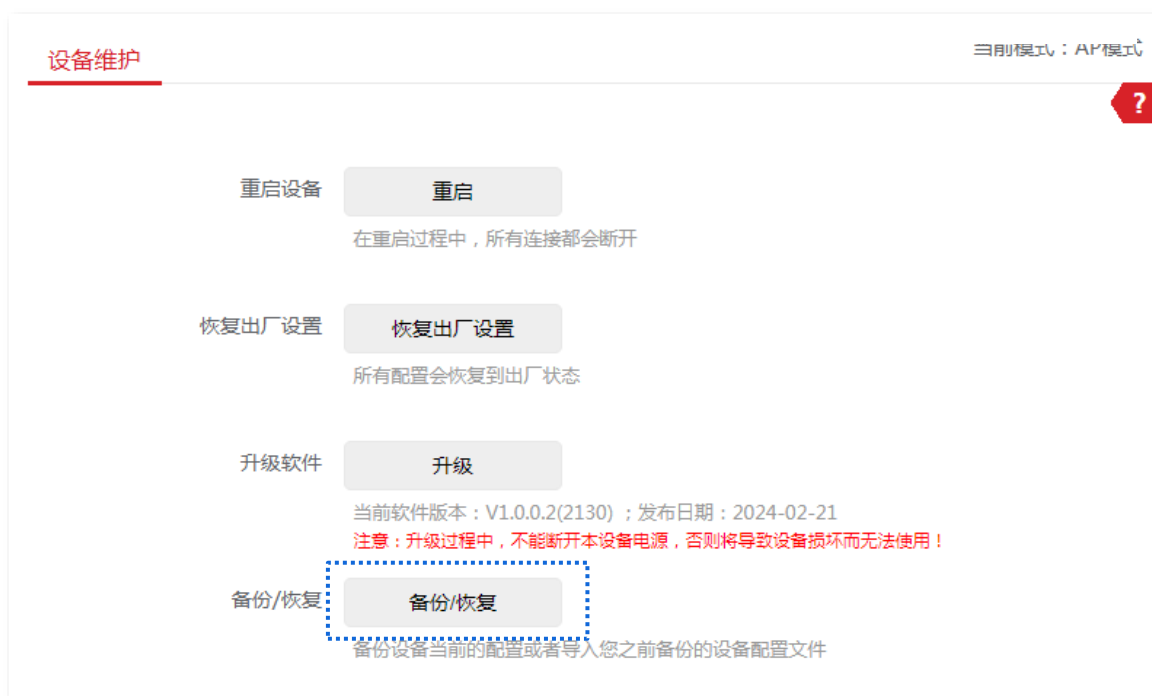 设备维护
当前模式：AP模式
?
重启设备 重启
在重启过程中，所有连接都会断开
恢复出厂设置 恢复出厂设置
所有配置会恢复到出厂状态
升级软件 升级
当前软件版本：V1.0.0.2(2130) ；发布日期：2024-02-21
注意：升级过程中，不能断开本设备电源，否则将导致设备损坏而无法使用！
备份/恢复 备份/恢复
备份设备当前的配置或者导入您之前备份的设备配置文件